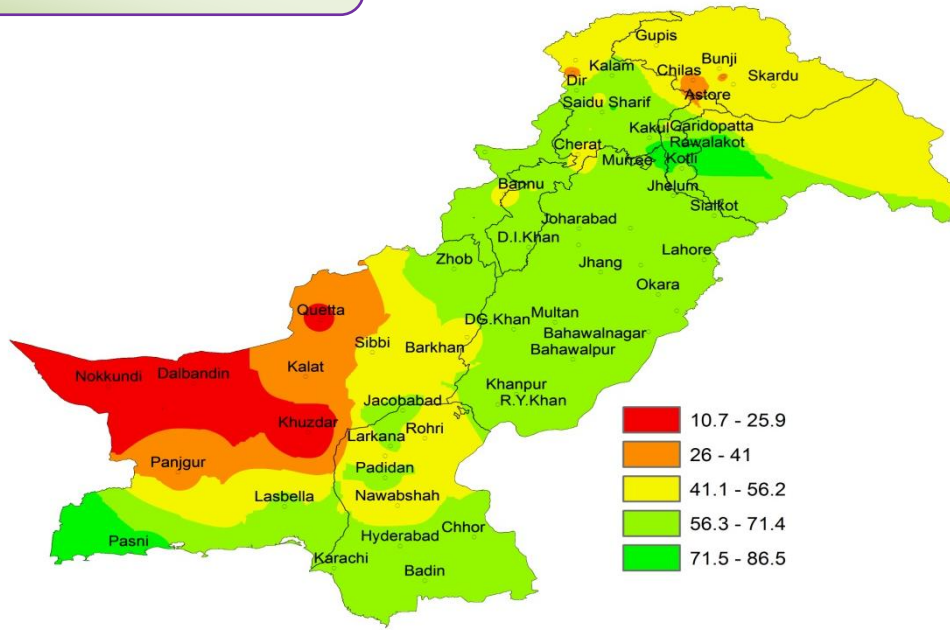 Gupis
Bunji
Kalam
Chilas
Skardu
Dir
Astore
Saidu Sharif
Kakul
Garidopatta
Rawalakot
Cherat
Murree
Kotli
Bannu
Jhelum
Sialkot
Joharabad
D.I.Khan
Lahore
Zhob
Jhang
Okara
Quetta
DG.Khan
Multan
Bahawalnagar
Sibbi
Barkhan
Bahawalpur
Kalat
Nokkundi
Dalbandin
Khanpur
Jacobabad
R.Y.Khan
Khuzdar
Larkana
Rohri
Panjgur
Padidan
Lasbella
Nawabshah
Chhor
Pasni
Hyderabad
Karachi
Badin
10.7 - 25.9
26 - 41
41.1 - 56.2
56.3 - 71.4
71.5 - 86.5